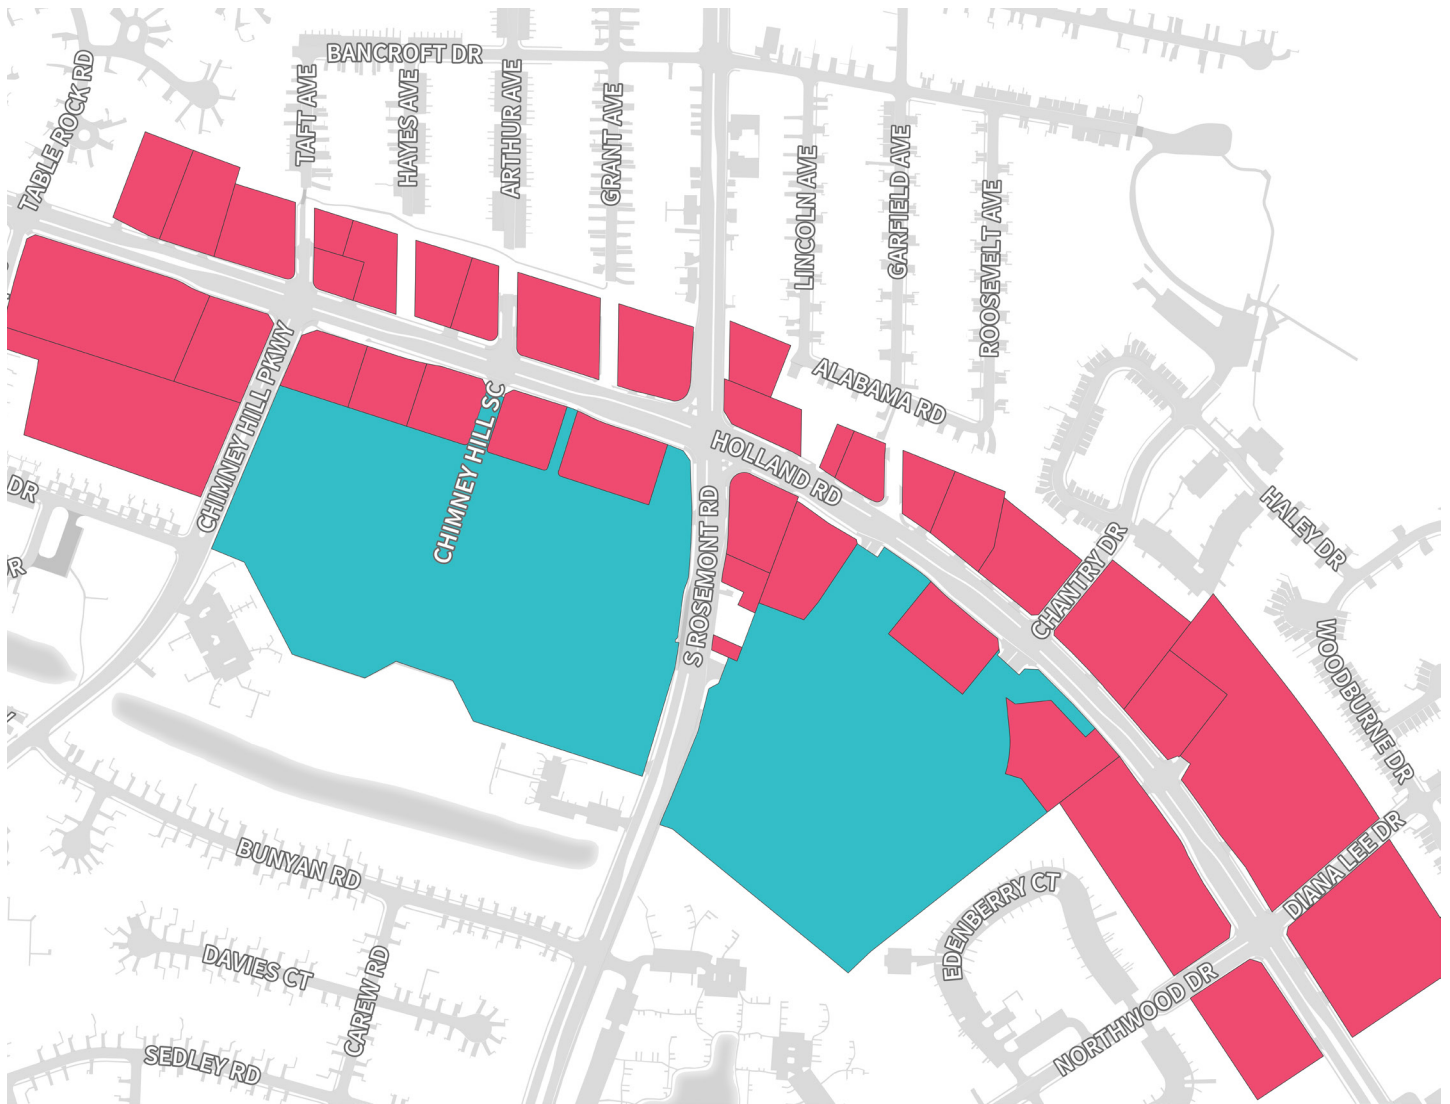 BANCROFT DR
TABLE ROCK RD
TAFT AVE
HAYES AVE
ARTHUR AVE
GRANT AVE
LINCOLN AVE
GARFIELD AVE
ROOSEVELT AVE
ALABAMA RD
CHIMNEY HILL PKWY
CHIMNEY HILL SC
HOLLAND RD
S ROSEMONT RD
CHANTRY DR
HALEY DR
WOODBURNE DR
DR
DR
DIANA LEE DR
BUNYAN RD
EDENBERRY CT
DAVIES CT
CAREW RD
NORTHWOOD DR
SEDLEY RD